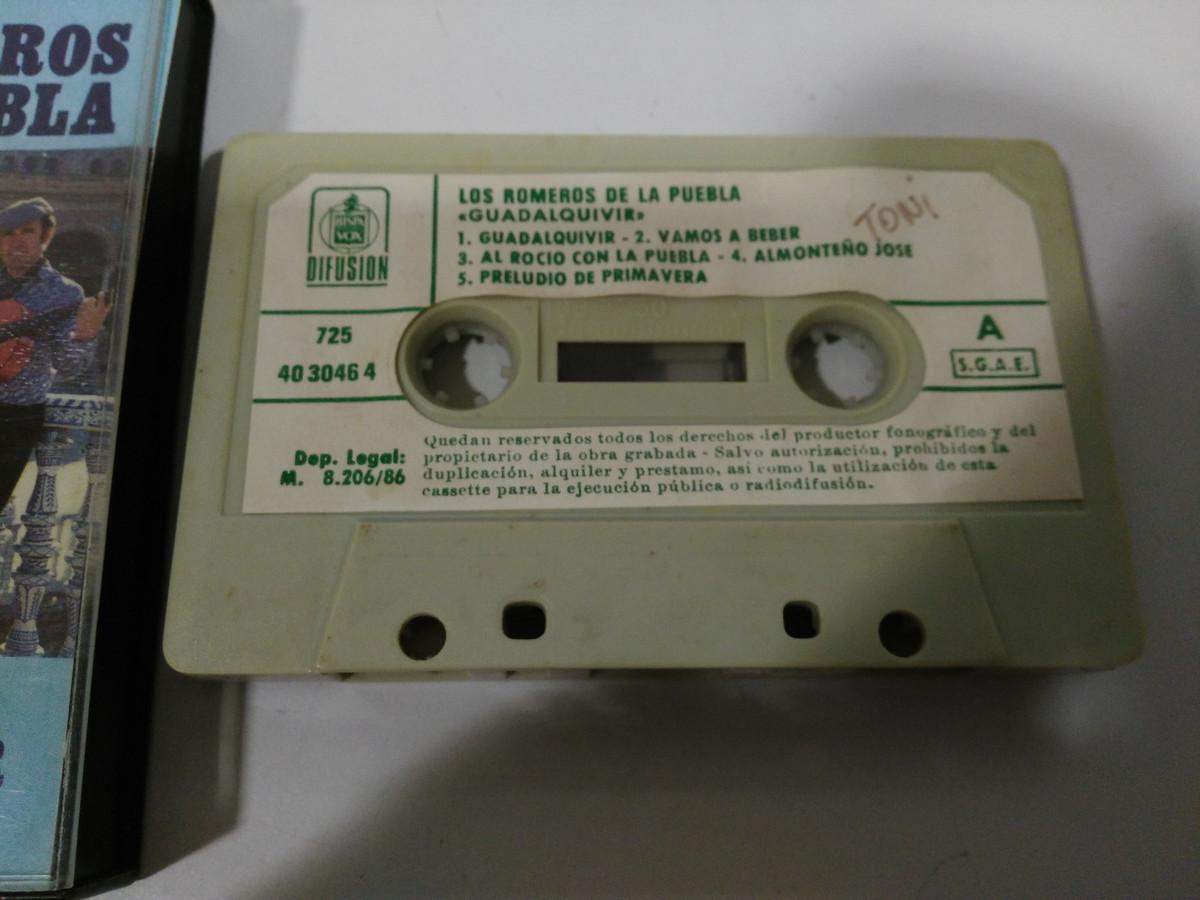 ROS
BLA
LOS ROMEROS DE LA PUEBLA
«GUADALQUIVIR»
1. GUADALQUIVIR - 2. VAMOS A BEBER
3. AL ROCIO CON LA PUEBLA - 4. ALMONTEÑO JOSE
5. PRELUDIO DE PRIMAVERA
TONI
HISPA
VOX
DIFUSION
725
40 3046 4
A
S.G.A.E.
Dep. Legal:
M. 8.206/86
Quedan reservados todos los derechos del productor fonográfico y del
propietario de la obra grabada - Salvo autorización, prohibidos la
duplicación, alquiler y prestamo, asi como la utilización de esta
cassette para la ejecución pública o radiodifusión.
R